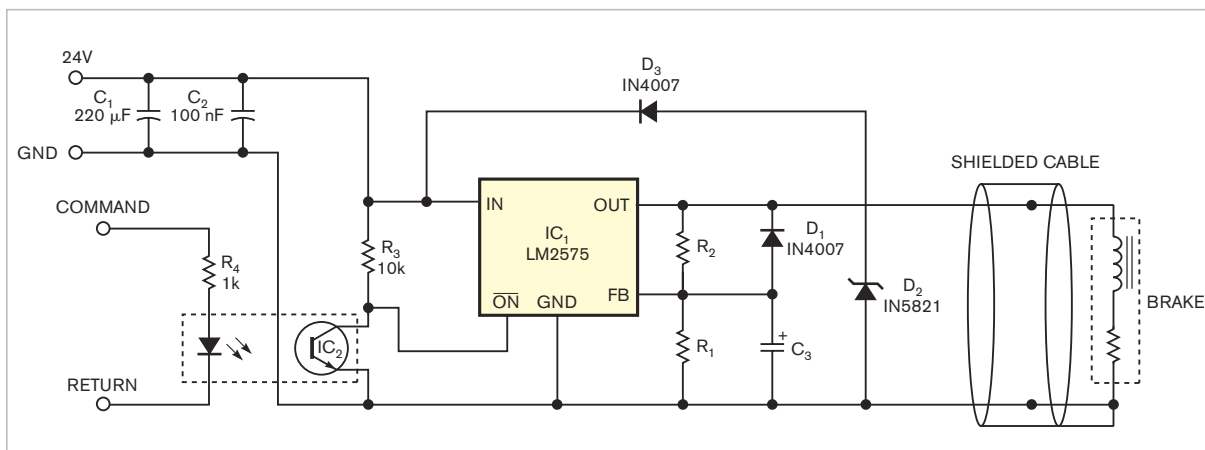 24V
C1
220 µF
C2
100 nF
GND
COMMAND
R4
1k
RETURN
IC2
R3
10k
D3
IN4007
IN
OUT
IC1
LM2575
ON
GND
FB
R2
R1
D1
IN4007
+
C3
D2
IN5821
SHIELDED CABLE
BRAKE